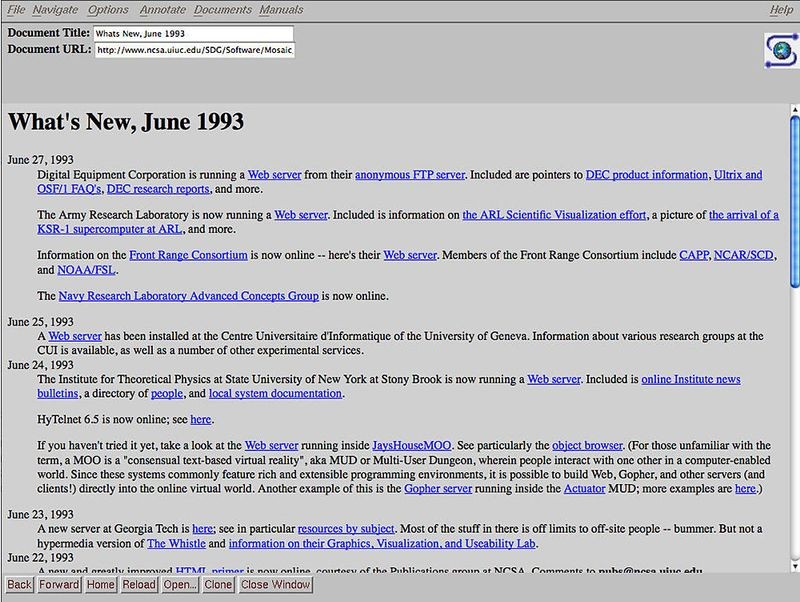 File Navigate Options Annotate Documents Manuals Help
Document Title: Whats New, June 1993
Document URL: http://www.ncsa.uiuc.edu/SDG/Software/Mosaic
What's New, June 1993
June 27, 1993
Digital Equipment Corporation is running a Web server from their anonymous FTP server. Included are pointers to DEC product information, Ultrix and
OSF/1 FAQ's, DEC research reports, and more.
The Army Research Laboratory is now running a Web server. Included is information on the ARL Scientific Visualization effort, a picture of the arrival of a
KSR-1 supercomputer at ARL, and more.
Information on the Front Range Consortium is now online -- here's their Web server. Members of the Front Range Consortium include CAPP, NCAR/SCD,
and NOAA/FSL.
The Navy Research Laboratory Advanced Concepts Group is now online.
June 25, 1993
A Web server has been installed at the Centre Universitaire d'Informatique of the University of Geneva. Information about various research groups at the
CUI is available, as well as a number of other experimental services.
June 24, 1993
The Institute for Theoretical Physics at State University of New York at Stony Brook is now running a Web server. Included is online Institute news
bulletins, a directory of people, and local system documentation.
HyTelnet 6.5 is now online; see here.
If you haven't tried it yet, take a look at the Web server running inside JaysHouseMOO. See particularly the object browser. (For those unfamiliar with the
term, a MOO is a "consensual text-based virtual reality", aka MUD or Multi-User Dungeon, wherein people interact with one other in a computer-enabled
world. Since these systems commonly feature rich and extensible programming environments, it is possible to build Web, Gopher, and other servers (and
clients!) directly into the online virtual world. Another example of this is the Gopher server running inside the Actuator MUD; more examples are here.)
June 23, 1993
A new server at Georgia Tech is here; see in particular resources by subject. Most of the stuff in there is off limits to off-site people -- bummer. But not a
hypermedia version of The Whistle and information on their Graphics, Visualization, and Useability Lab.
June 22, 1993
A new and greatly improved HTML primer is now online, courtesy of the Publications group at NCSA. Comments to pubs@ncsa.uiuc.edu.
Back Forward Home Reload Open... Clone Close Window